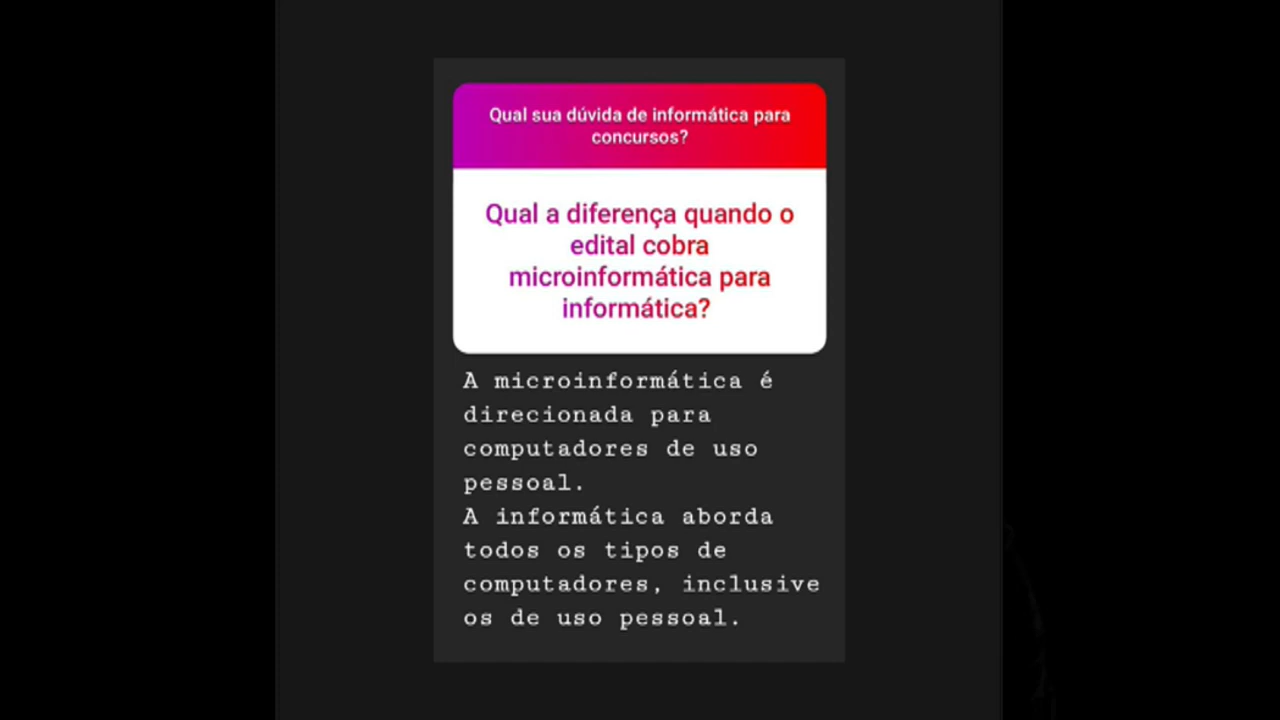 Qual sua dúvida de informática para
concursos?
Qual a diferença quando o
edital cobra
microinformática para
informática?
A microinformática é
direcionada para
computadores de uso
pessoal.
A informática aborda
todos os tipos de
computadores, inclusive
os de uso pessoal.